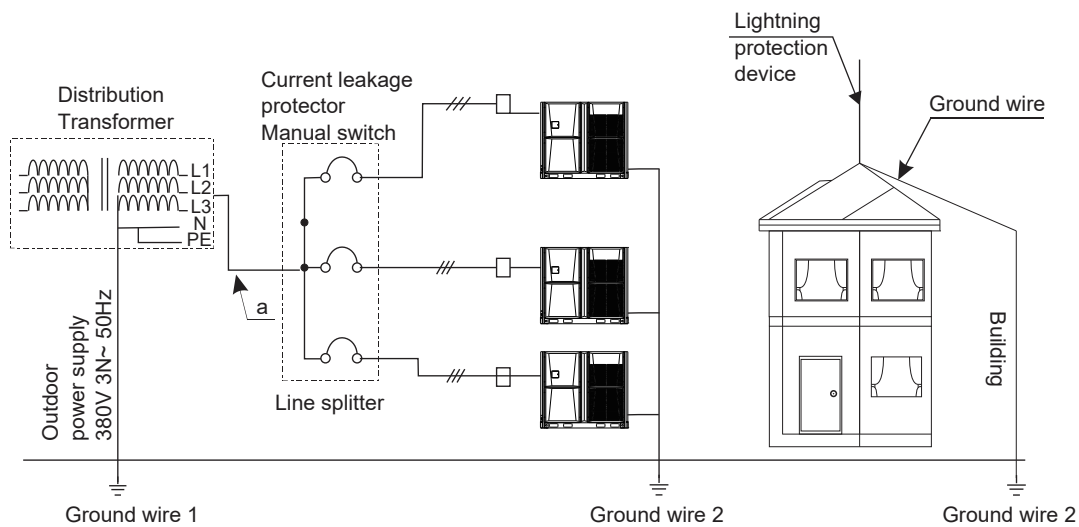 Lightning
protection
device
Current leakage
protector
Manual switch
Distribution
Transformer
Ground wire
L1
L2
L3
N
PE
a
Outdoor
power supply
380V 3N~ 50Hz
Building
Line splitter
Ground wire 1
Ground wire 2
Ground wire 2